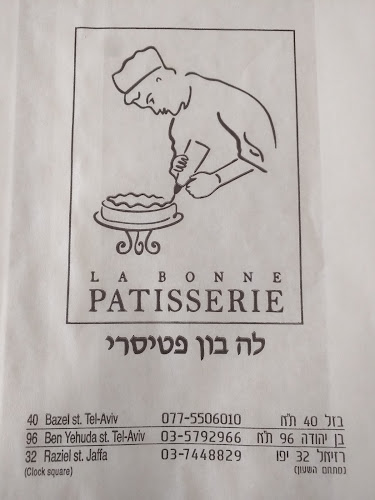 LA BONNE
PATISSERIE
לה בון פטיסרי
40 Bazel st. Tel-Aviv 077-5506010 בזל 40 ת"א
96 Ben Yehuda st. Tel-Aviv 03-5792966 בן יהודה 96 ת"א
32 Raziel st. Jaffa 03-7448829 רזיאל 32 יפו
(Clock square) (מתחם השעון)